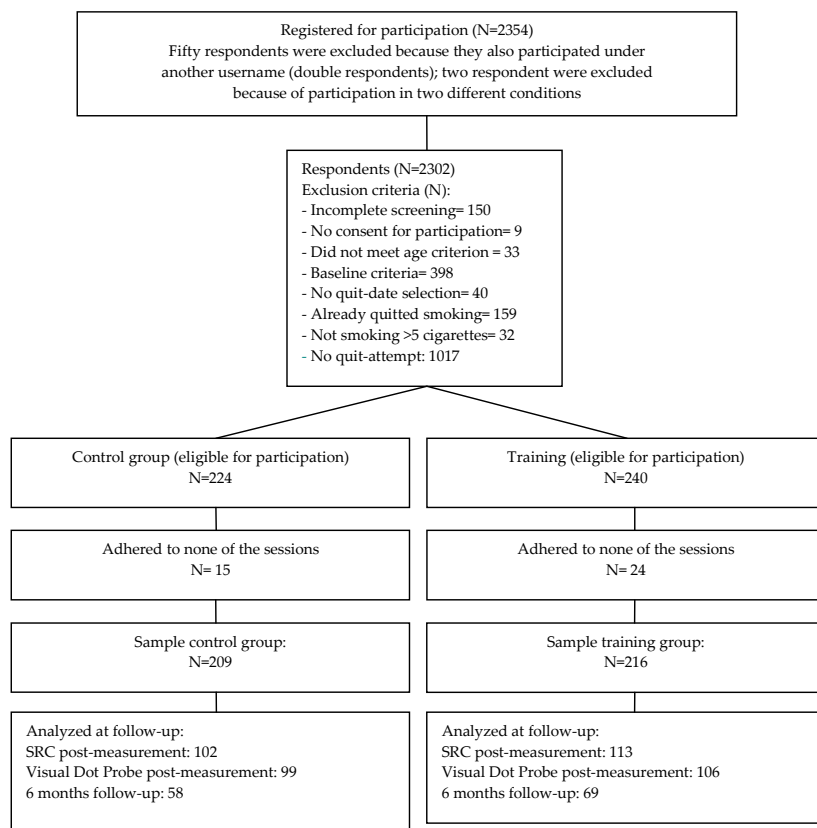 Registered for participation (N=2354)
Fifty respondents were excluded because they also participated under
another username (double respondents); two respondent were excluded
because of participation in two different conditions
Respondents (N=2302)
Exclusion criteria (N):
- Incomplete screening= 150
- No consent for participation= 9
- Did not meet age criterion = 33
- Baseline criteria= 398
- No quit-date selection= 40
- Already quitted smoking= 159
- Not smoking >5 cigarettes= 32
- No quit-attempt: 1017
Control group (eligible for participation)
N=224
Training (eligible for participation)
N=240
Adhered to none of the sessions
N= 15
Adhered to none of the sessions
N= 24
Sample control group:
N=209
Sample training group:
N=216
Analyzed at follow-up:
SRC post-measurement: 102
Visual Dot Probe post-measurement: 99
6 months follow-up: 58
Analyzed at follow-up:
SRC post-measurement: 113
Visual Dot Probe post-measurement: 106
6 months follow-up: 69